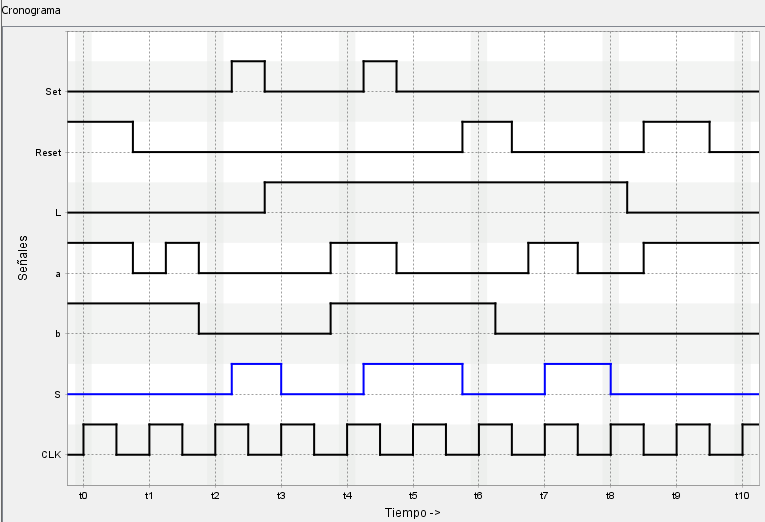 Cronograma
Set
Reset
L
a
b
S
CLK
Señales
t0 t1 t2 t3 t4 t5 t6 t7 t8 t9 t10
Tiempo ->